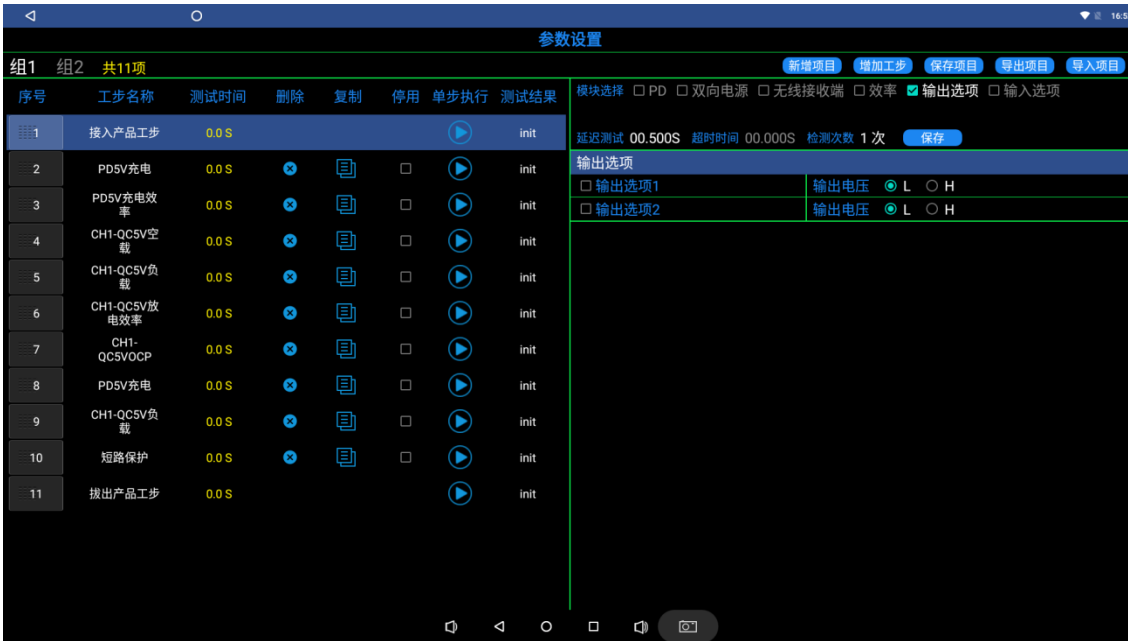 16:5
参数设置
组1 组2 共11项 新增项目 增加工步 保存项目 导出项目 导入项目
序号 工步名称 测试时间 删除 复制 停用 单步执行 测试结果
模块选择 PD 双向电源 无线接收端 效率 输出选项 输入选项
延迟测试 00.500S 超时时间 00.000S 检测次数 1 次 保存
输出选项
输出选项1 输出电压 L H
输出选项2 输出电压 L H
1 接入产品工步 0.0 S init
2 PD5V充电 0.0 S init
3 PD5V充电效
率 0.0 S init
4 CH1-QC5V空
载 0.0 S init
5 CH1-QC5V负
载 0.0 S init
6 CH1-QC5V放
电效率 0.0 S init
7 CH1-
QC5VOCP 0.0 S init
8 PD5V充电 0.0 S init
9 CH1-QC5V负
载 0.0 S init
10 短路保护 0.0 S init
11 拔出产品工步 0.0 S init